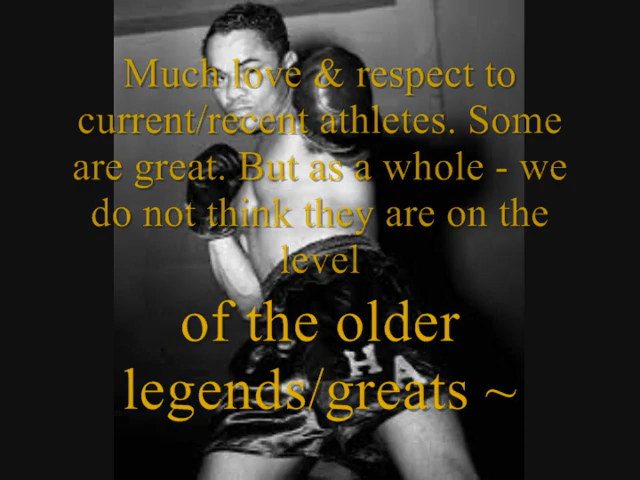 Much love & respect to
current/recent athletes. Some
are great. But as a whole - we
do not think they are on the
level
of the older
legends/greats ~
H A